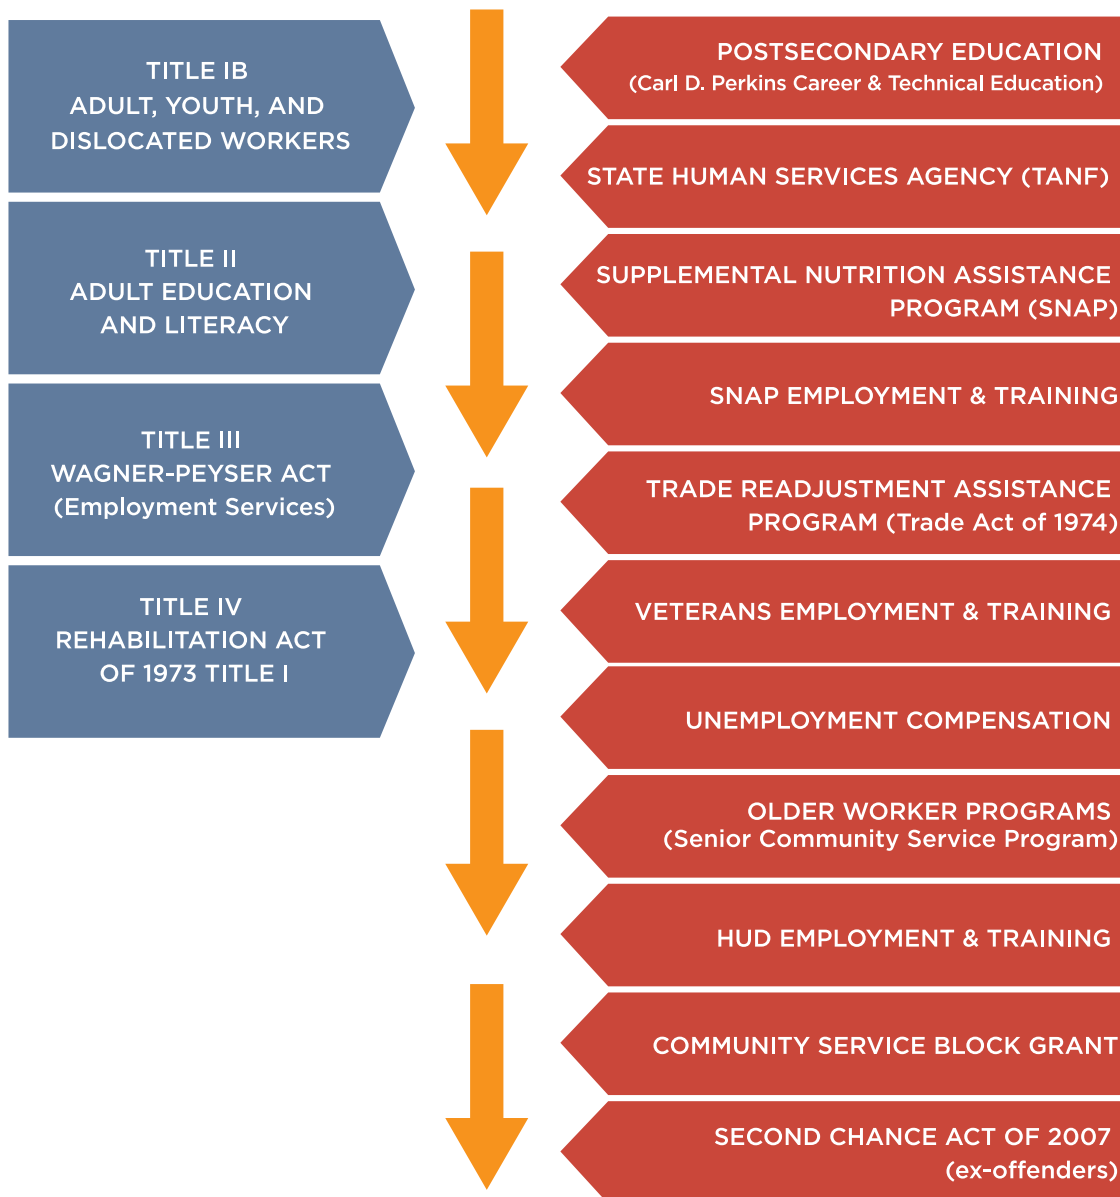 TITLE IB
ADULT, YOUTH, AND
DISLOCATED WORKERS
TITLE II
ADULT EDUCATION
AND LITERACY
TITLE III
WAGNER-PEYSER ACT
(Employment Services)
TITLE IV
REHABILITATION ACT
OF 1973 TITLE I
POSTSECONDARY EDUCATION
(Carl D. Perkins Career & Technical Education)
STATE HUMAN SERVICES AGENCY (TANF)
SUPPLEMENTAL NUTRITION ASSISTANCE
PROGRAM (SNAP)
SNAP EMPLOYMENT & TRAINING
TRADE READJUSTMENT ASSISTANCE
PROGRAM (Trade Act of 1974)
VETERANS EMPLOYMENT & TRAINING
UNEMPLOYMENT COMPENSATION
OLDER WORKER PROGRAMS
(Senior Community Service Program)
HUD EMPLOYMENT & TRAINING
COMMUNITY SERVICE BLOCK GRANT
SECOND CHANCE ACT OF 2007
(ex-offenders)